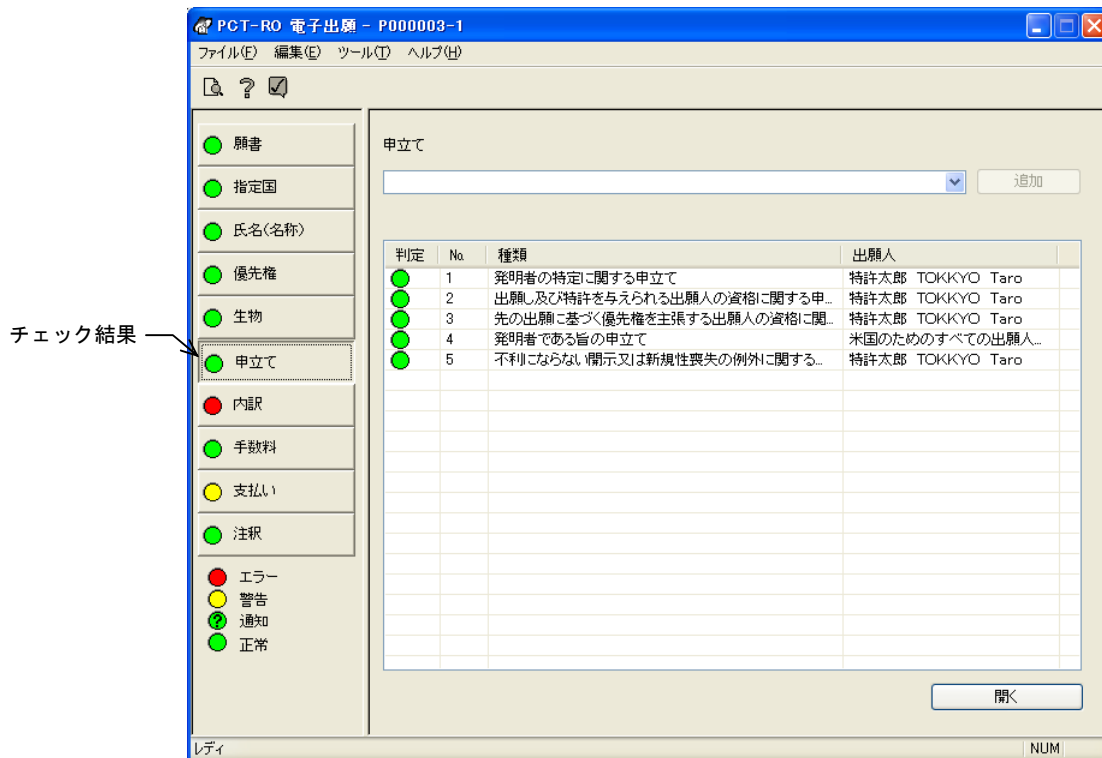 PCT-RO 電子出願 - P000003-1
ファイル(F) 編集(E) ツール(T) ヘルプ(H)
願書
指定国
氏名(名称)
優先権
生物
申立て
内訳
手数料
支払い
注釈
エラー
警告
通知
正常
チェック結果
申立て
追加
判定 No. 種類 出願人
1 発明者の特定に関する申立て 特許太郎 TOKKYO Taro
2 出願し及び特許を与えられる出願人の資格に関する申... 特許太郎 TOKKYO Taro
3 先の出願に基づく優先権を主張する出願人の資格に関... 特許太郎 TOKKYO Taro
4 発明者である旨の申立て 米国のためのすべての出願人...
5 不利にならない開示又は新規性喪失の例外に関する... 特許太郎 TOKKYO Taro
開く
レディ NUM